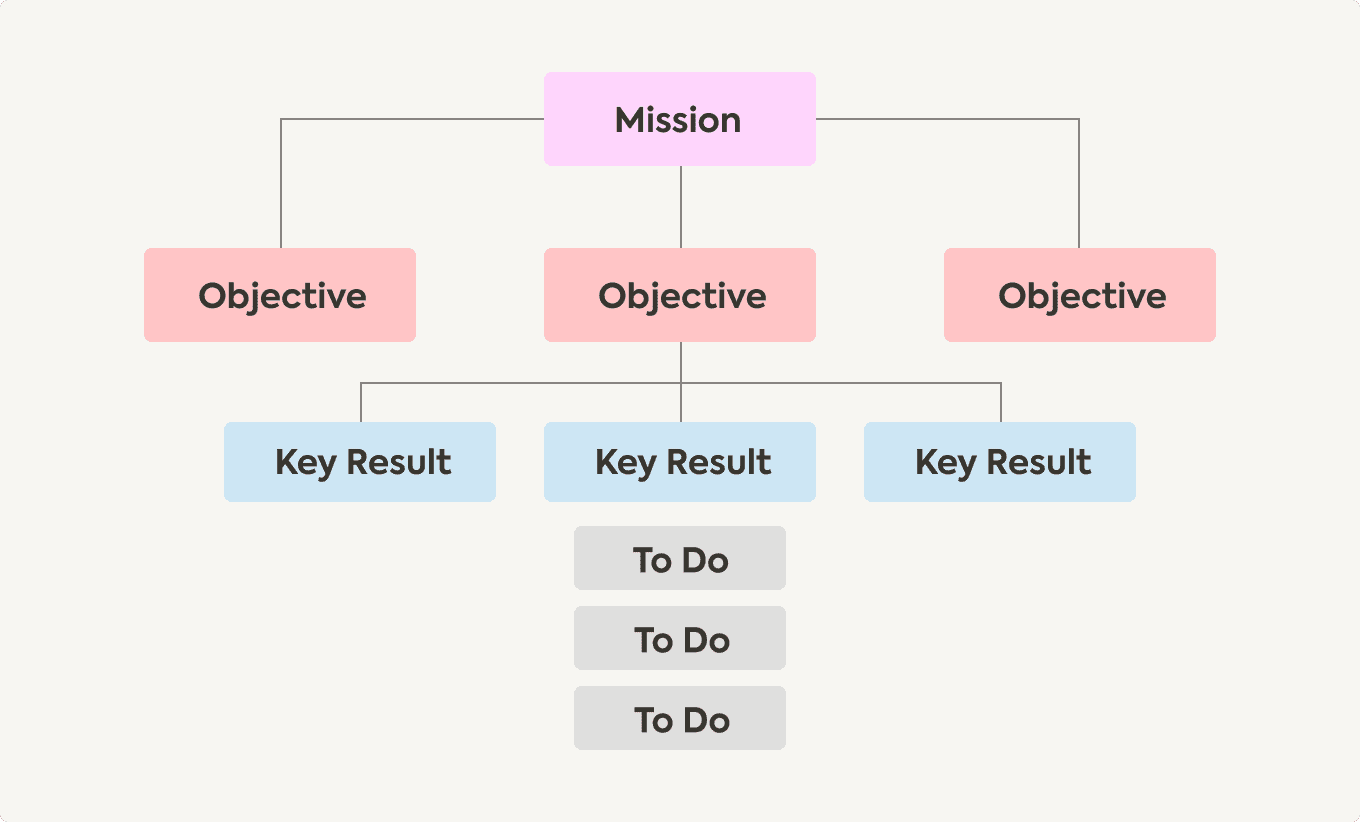 Mission
Objective
Objective
Objective
Key Result
Key Result
Key Result
To Do
To Do
To Do